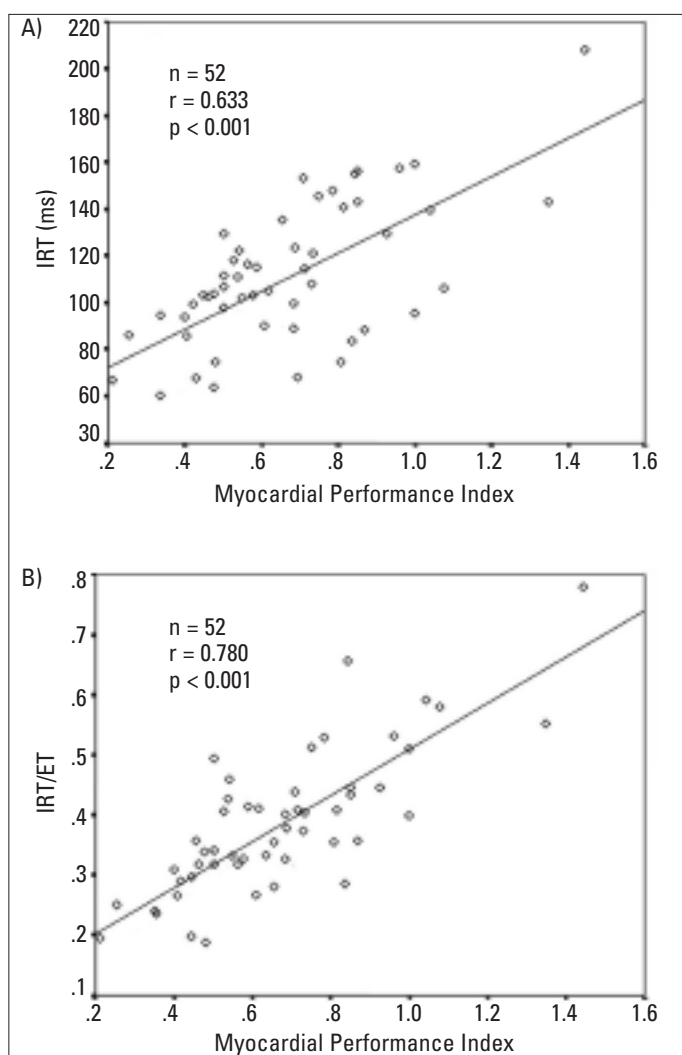 A)
220
200
180
160
140
120
100
80
60
30
IRT (ms)
n = 52
r = 0.633
p < 0.001
.2 .4 .6 .8 1.0 1.2 1.4 1.6
Myocardial Performance Index
B)
.8
.7
.6
.5
.4
.3
.2
.1
IRT/ET
n = 52
r = 0.780
p < 0.001
.2 .4 .6 .8 1.0 1.2 1.4 1.6
Myocardial Performance Index